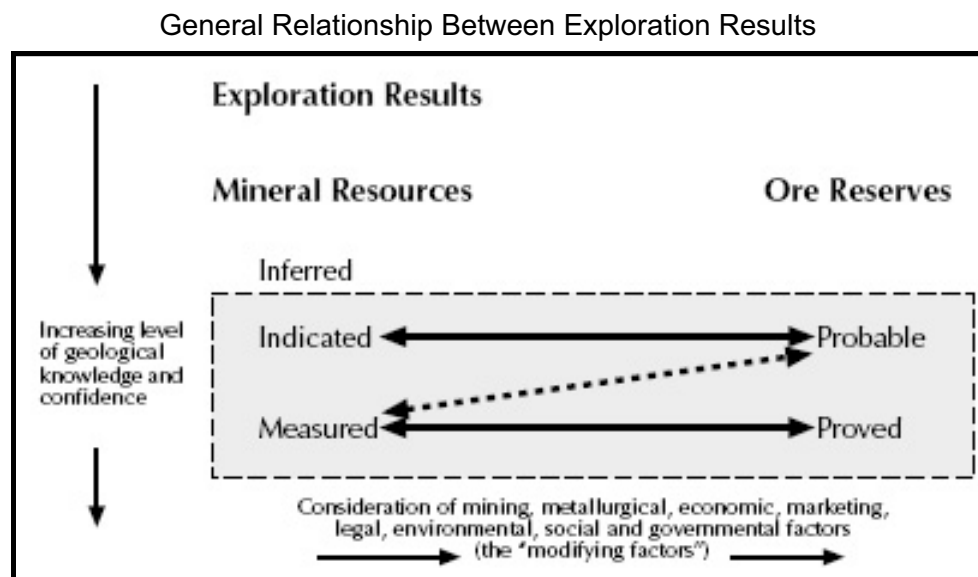 General Relationship Between Exploration Results
Exploration Results
Mineral Resources Ore Reserves
Inferred
Increasing level
of geological
knowledge and
confidence
Indicated Probable
Measured Proved
Consideration of mining, metallurgical, economic, marketing,
legal, environmental, social and governmental factors
(the "modifying factors")